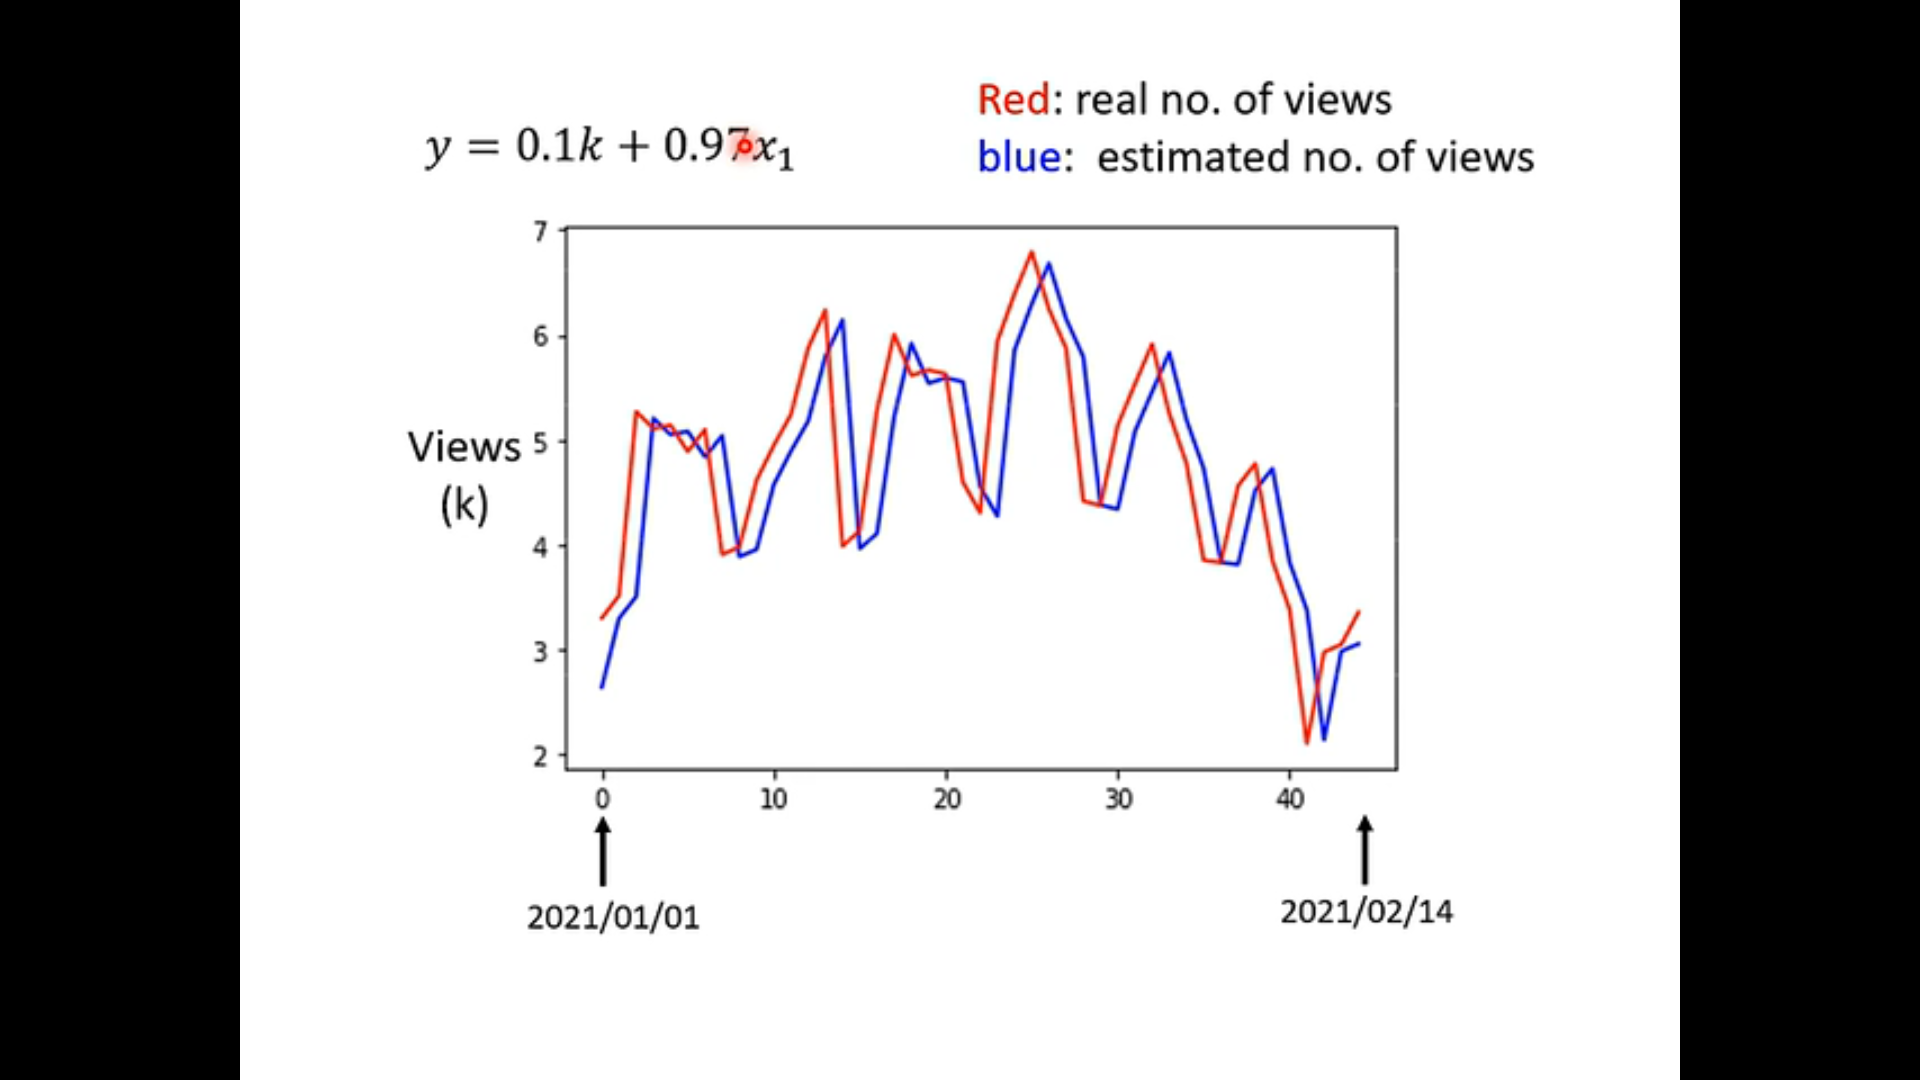 Red: real no. of views
blue: estimated no. of views
y = 0.1k + 0.97x₁
Views
(k)
7
6
5
4
3
2
0 10 20 30 40
2021/01/01
2021/02/14